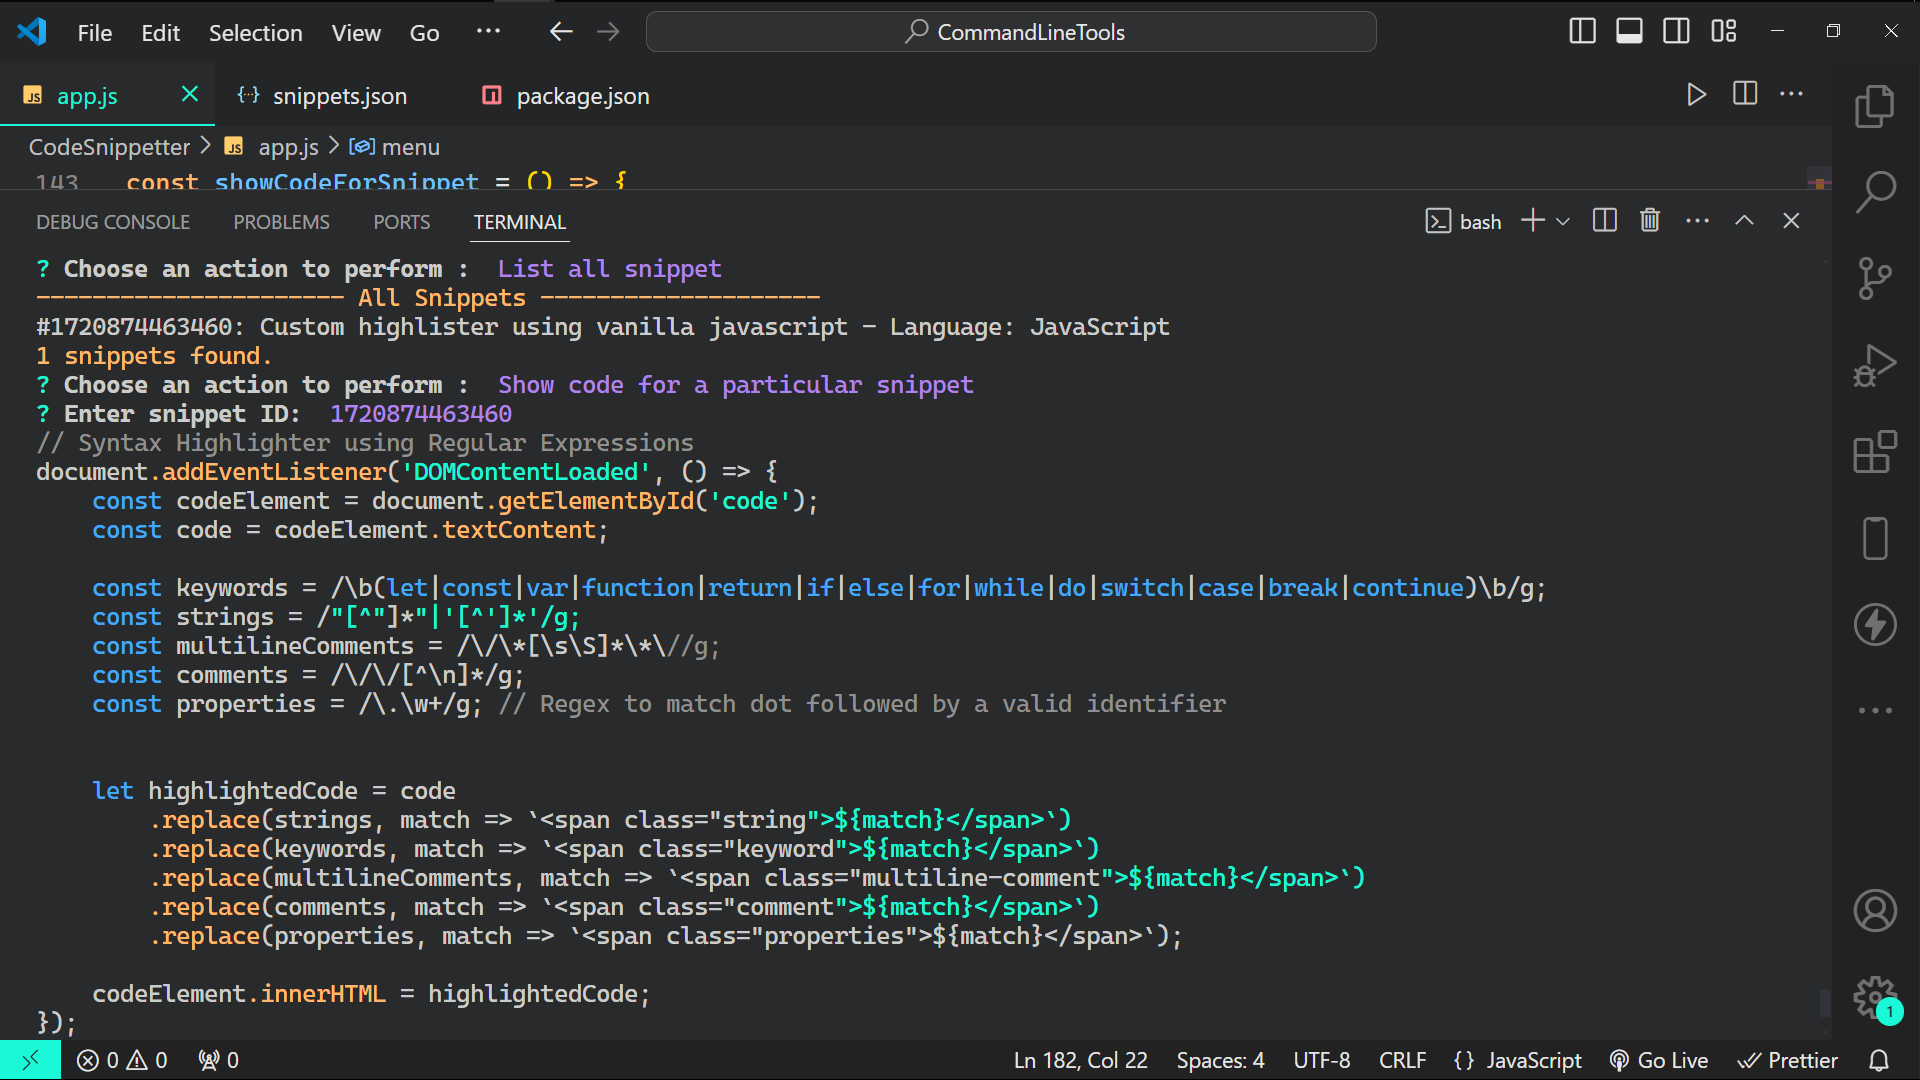 File Edit Selection View Go ··· CommandLineTools
app.js snippets.json package.json
CodeSnippetter > app.js > menu
143 const showCodeForSnippet = () => {
DEBUG CONSOLE PROBLEMS PORTS TERMINAL bash
? Choose an action to perform :  List all snippet
---------------------- All Snippets --------------------
#1720874463460: Custom highlister using vanilla javascript - Language: JavaScript
1 snippets found.
? Choose an action to perform :  Show code for a particular snippet
? Enter snippet ID:  1720874463460
// Syntax Highlighter using Regular Expressions
document.addEventListener('DOMContentLoaded', () => {
    const codeElement = document.getElementById('code');
    const code = codeElement.textContent;
    const keywords = /\b(let|const|var|function|return|if|else|for|while|do|switch|case|break|continue)\b/g;
    const strings = /"[^"]*"|'[^']*'/g;
    const multilineComments = /\/\*[\s\S]*\*\//g;
    const comments = /\/\/[^\n]*/g;
    const properties = /\.\w+/g; // Regex to match dot followed by a valid identifier
    let highlightedCode = code
        .replace(strings, match => `<span class="string">${match}</span>`)
        .replace(keywords, match => `<span class="keyword">${match}</span>`)
        .replace(multilineComments, match => `<span class="multiline-comment">${match}</span>`)
        .replace(comments, match => `<span class="comment">${match}</span>`)
        .replace(properties, match => `<span class="properties">${match}</span>`);
    codeElement.innerHTML = highlightedCode;
});
1
0 0 0 Ln 182, Col 22 Spaces: 4 UTF-8 CRLF {} JavaScript Go Live Prettier